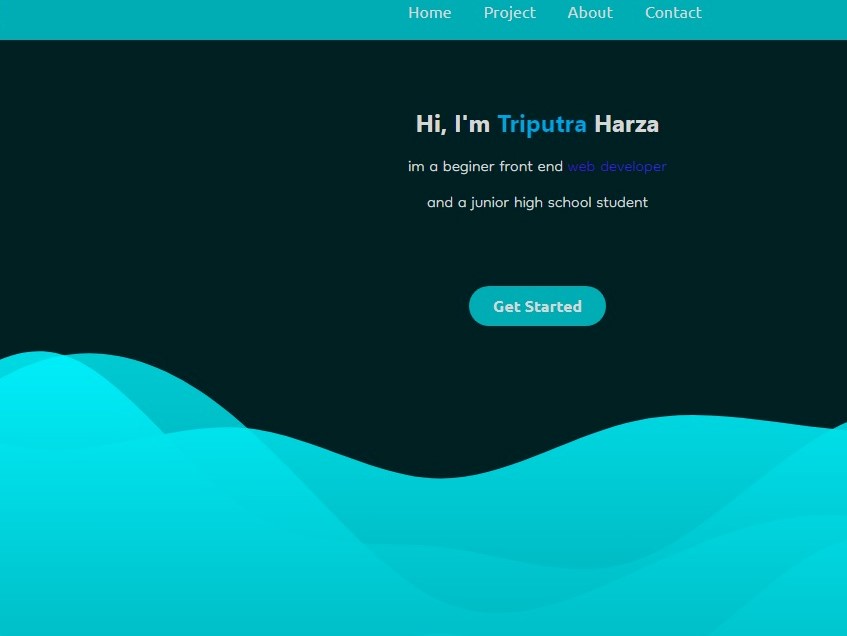 Home Project About Contact
Hi, I'm Triputra Harza
im a beginer front end web developer
and a junior high school student
Get Started